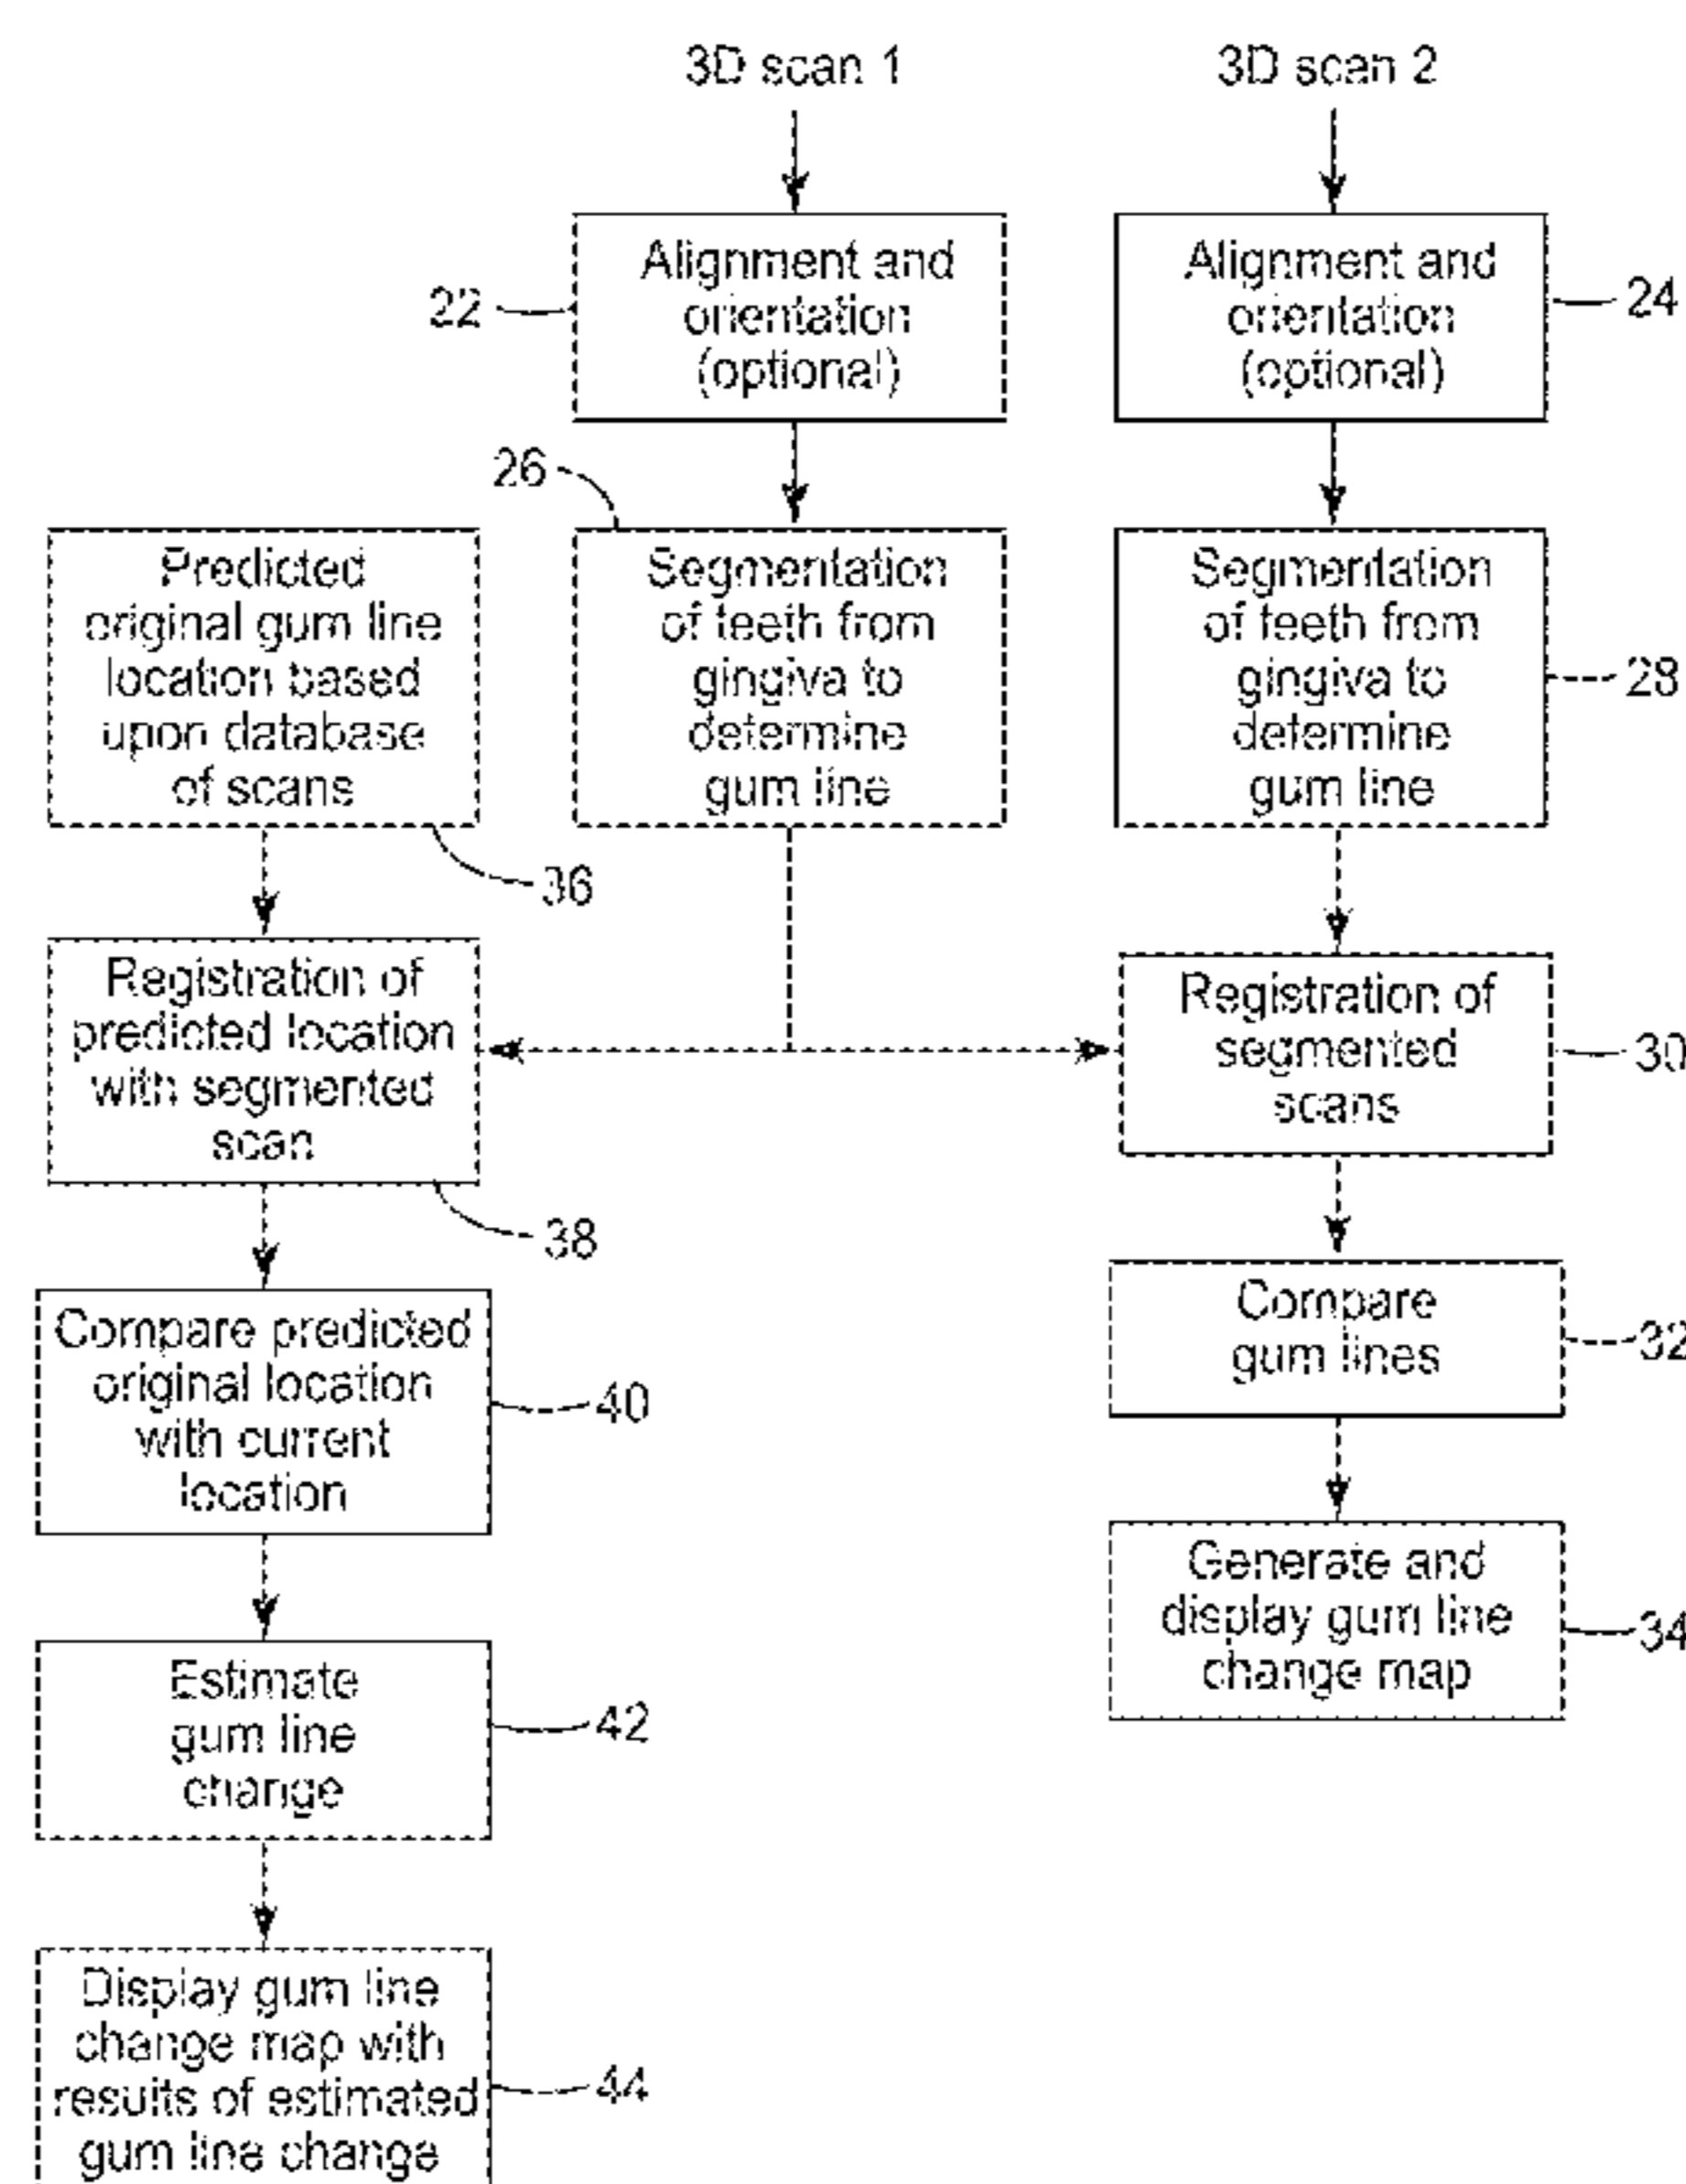 3D scan 1
3D scan 2
Alignment and
orientation
(optional)
22
Alignment and
orientation
(optional)
24
26
Predicted
original gum line
location based
upon database
of scans
36
Segmentation
of teeth from
gingiva to
determine
gum line
Segmentation
of teeth from
gingiva to
determine
gum line
28
Registration of
predicted location
with segmented
scan
38
Registration of
segmented
scans
30
Compare predicted
original location
with current
location
40
Compare
gum lines
32
Generate and
display gum line
change map
34
Estimate
gum line
change
42
Display gum line
change map with
results of estimated
gum line change
44